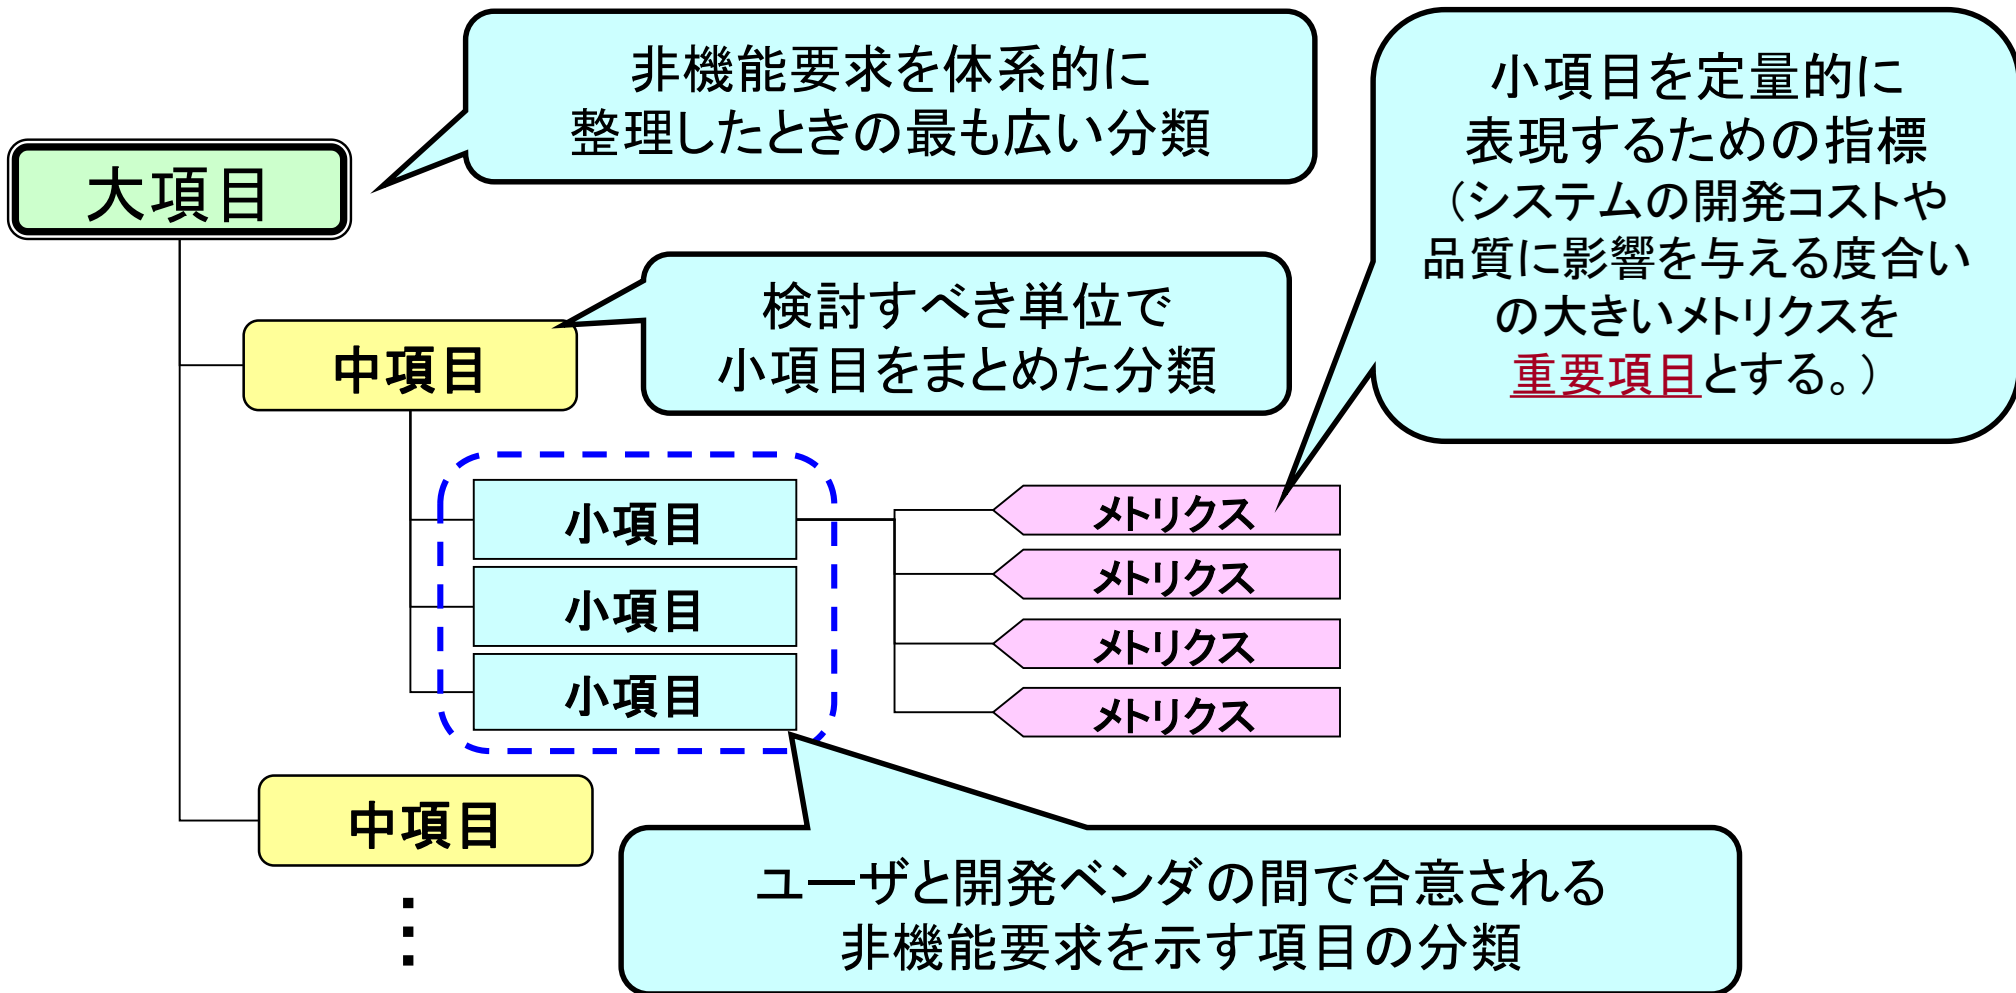 非機能要求を体系的に
整理したときの最も広い分類
小項目を定量的に
表現するための指標
（システムの開発コストや
品質に影響を与える度合い
の大きいメトリクスを
重要項目とする。）
大項目
検討すべき単位で
小項目をまとめた分類
中項目
小項目
小項目
小項目
メトリクス
メトリクス
メトリクス
メトリクス
中項目
ユーザと開発ベンダの間で合意される
非機能要求を示す項目の分類